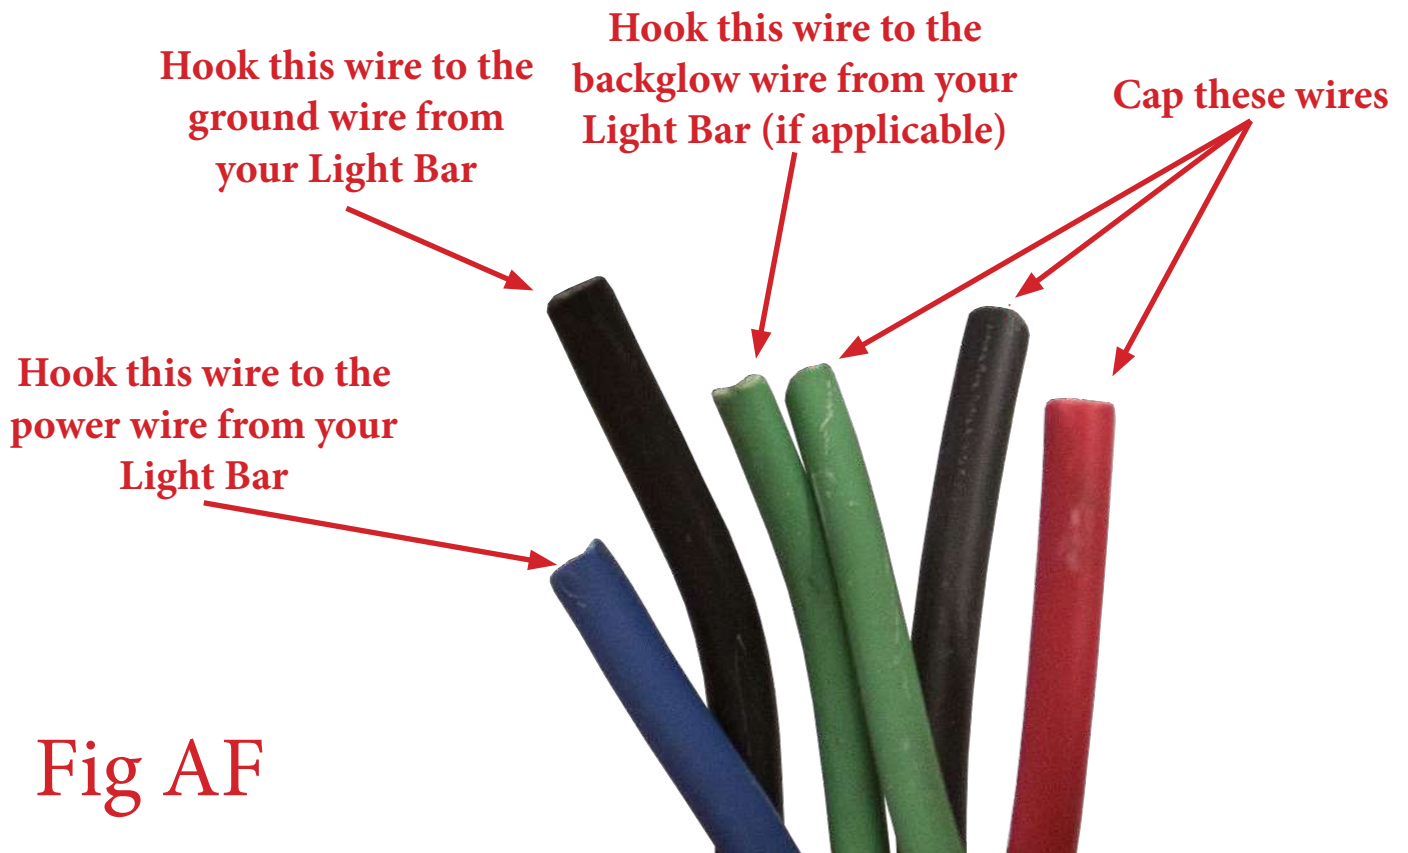 Hook this wire to the
ground wire from
your Light Bar
Hook this wire to the
backglow wire from your
Light Bar (if applicable)
Cap these wires
Hook this wire to the
power wire from your
Light Bar
Fig AF